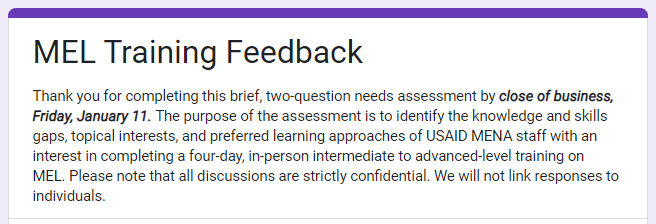 MEL Training Feedback
Thank you for completing this brief, two-question needs assessment by close of business,
Friday, January 11. The purpose of the assessment is to identify the knowledge and skills
gaps, topical interests, and preferred learning approaches of USAID MENA staff with an
interest in completing a four-day, in-person intermediate to advanced-level training on
MEL. Please note that all discussions are strictly confidential. We will not link responses to
individuals.